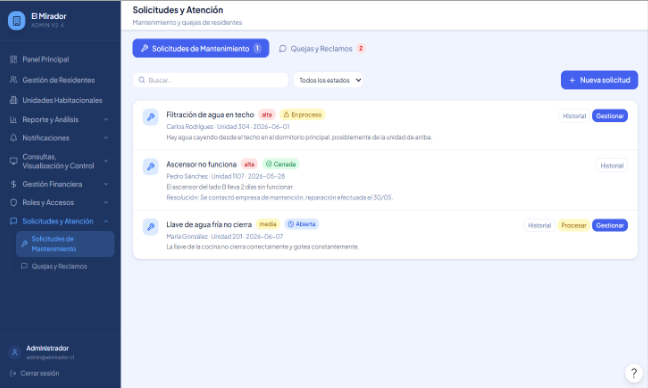 El Mirador
ADMIN V2.4
Panel Principal
Gestión de Residentes
Unidades Habitacionales
Reporte y Análisis
Notificaciones
Consultas,
Visualización y Control
Gestión Financiera
Roles y Accesos
Solicitudes y Atención
Solicitudes de
Mantenimiento
Quejas y Reclamos
Administrador
admin@elmirador.cl
Cerrar sesión
Solicitudes y Atención
Mantenimiento y quejas de residentes
Solicitudes de Mantenimiento 1
Quejas y Reclamos 2
Buscar...
Todos los estados
+ Nueva solicitud
Filtración de agua en techo alta En proceso
Carlos Rodríguez · Unidad 304 · 2026-06-01
Hay agua cayendo desde el techo en el dormitorio principal, posiblemente de la unidad de arriba.
Historial Gestionar
Ascensor no funciona alta Cerrada
Pedro Sánchez · Unidad 1107 · 2026-05-28
El ascensor del lado B lleva 2 días sin funcionar.
Resolución: Se contactó empresa de mantención, reparación efectuada el 30/05.
Historial
Llave de agua fría no cierra media Abierta
María González · Unidad 201 · 2026-06-07
La llave de la cocina no cierra correctamente y gotea constantemente.
Historial Procesar Gestionar
?